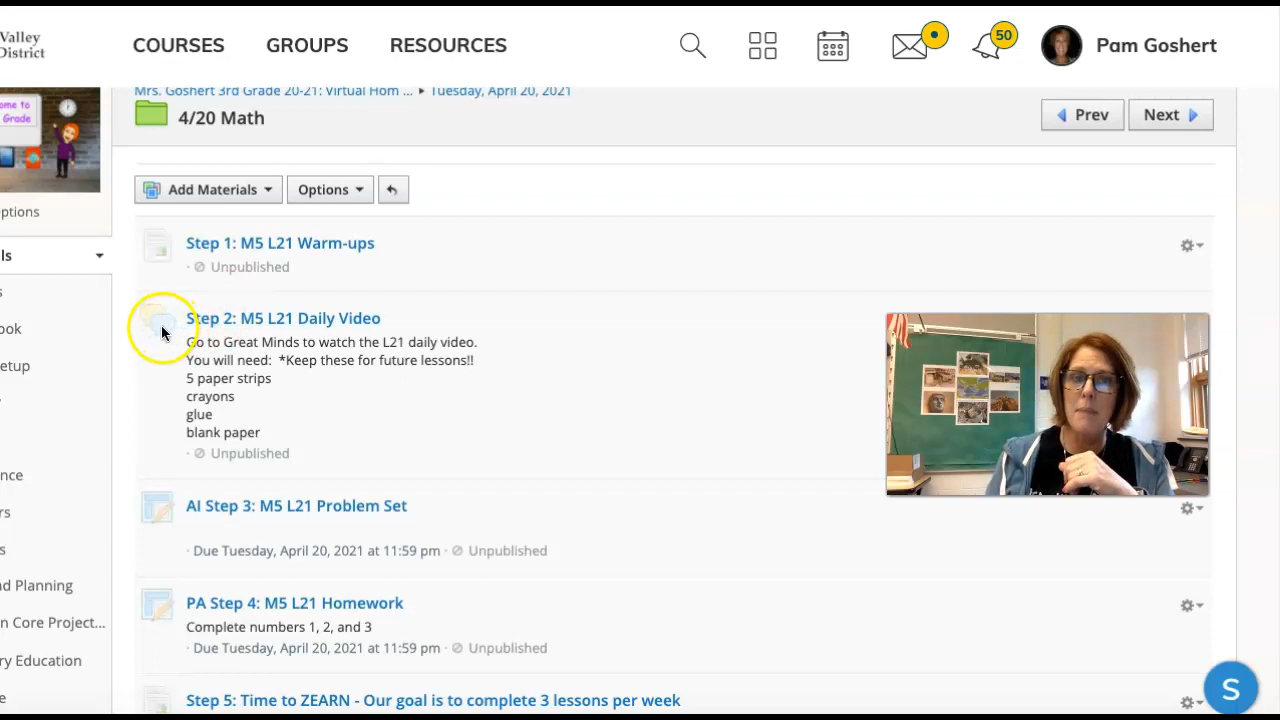 Valley
District
COURSES GROUPS RESOURCES
50
Pam Goshert
Mrs. Goshert 3rd Grade 20-21: Virtual Hom ... ▸ Tuesday, April 20, 2021
4/20 Math
Prev Next
ome to
Grade
Add Materials Options
ptions
ls
s
ook
etup
nce
rs
s
nd Planning
n Core Project...
ry Education
e
Step 1: M5 L21 Warm-ups
· Unpublished
Step 2: M5 L21 Daily Video
Go to Great Minds to watch the L21 daily video.
You will need: *Keep these for future lessons!!
5 paper strips
crayons
glue
blank paper
· Unpublished
AI Step 3: M5 L21 Problem Set
· Due Tuesday, April 20, 2021 at 11:59 pm · Unpublished
PA Step 4: M5 L21 Homework
Complete numbers 1, 2, and 3
· Due Tuesday, April 20, 2021 at 11:59 pm · Unpublished
Step 5: Time to ZEARN - Our goal is to complete 3 lessons per week
S